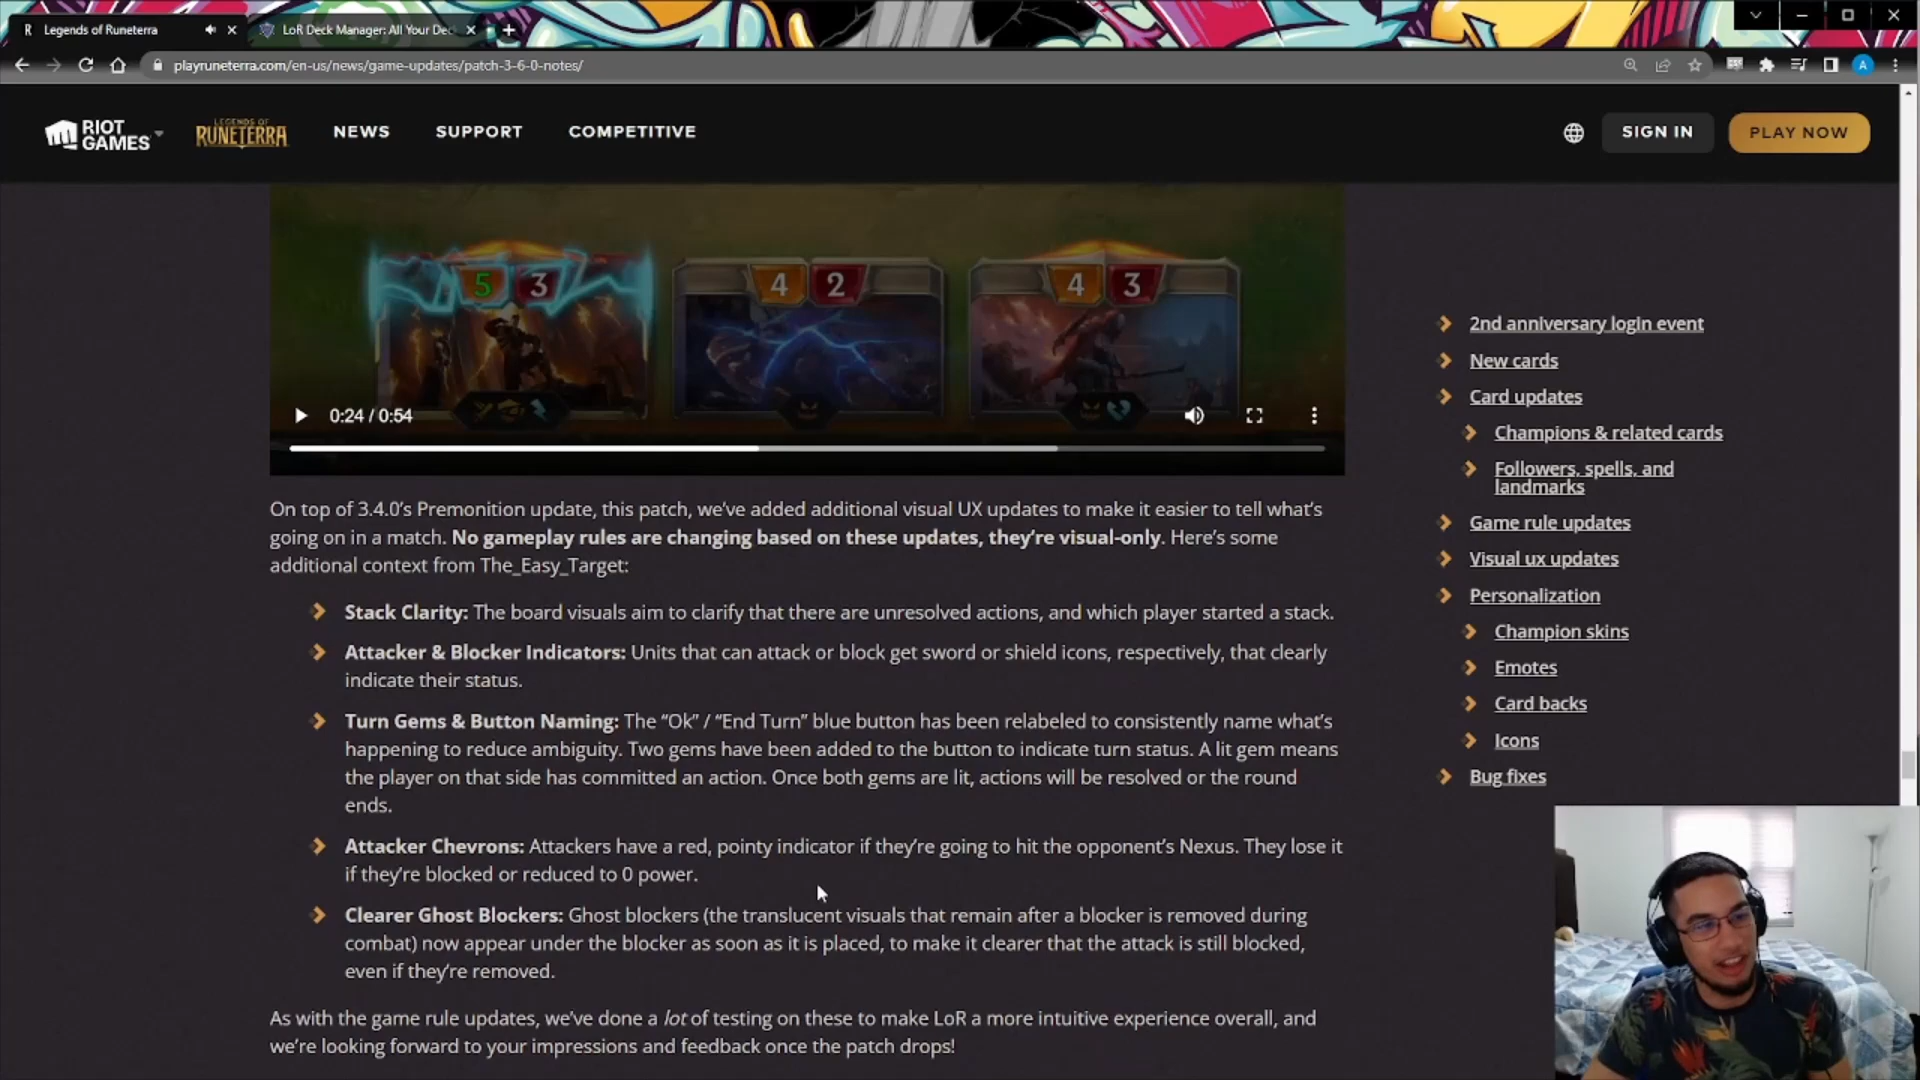 Legends of Runeterra
LoR Deck Manager: All Your Dec
playruneterra.com/en-us/news/game-updates/patch-3-6-0-notes/
A
RIOT GAMES
LEGENDS OF RUNETERRA
NEWS
SUPPORT
COMPETITIVE
SIGN IN
PLAY NOW
5 3
4 2
4 3
0:24 / 0:54
On top of 3.4.0's Premonition update, this patch, we've added additional visual UX updates to make it easier to tell what's
going on in a match. No gameplay rules are changing based on these updates, they're visual-only. Here's some
additional context from The_Easy_Target:
Stack Clarity: The board visuals aim to clarify that there are unresolved actions, and which player started a stack.
Attacker & Blocker Indicators: Units that can attack or block get sword or shield icons, respectively, that clearly
indicate their status.
Turn Gems & Button Naming: The “Ok” / “End Turn” blue button has been relabeled to consistently name what's
happening to reduce ambiguity. Two gems have been added to the button to indicate turn status. A lit gem means
the player on that side has committed an action. Once both gems are lit, actions will be resolved or the round
ends.
Attacker Chevrons: Attackers have a red, pointy indicator if they're going to hit the opponent's Nexus. They lose it
if they're blocked or reduced to 0 power.
Clearer Ghost Blockers: Ghost blockers (the translucent visuals that remain after a blocker is removed during
combat) now appear under the blocker as soon as it is placed, to make it clearer that the attack is still blocked,
even if they're removed.
As with the game rule updates, we've done a lot of testing on these to make LoR a more intuitive experience overall, and
we're looking forward to your impressions and feedback once the patch drops!
2nd anniversary login event
New cards
Card updates
Champions & related cards
Followers, spells, and
landmarks
Game rule updates
Visual ux updates
Personalization
Champion skins
Emotes
Card backs
Icons
Bug fixes